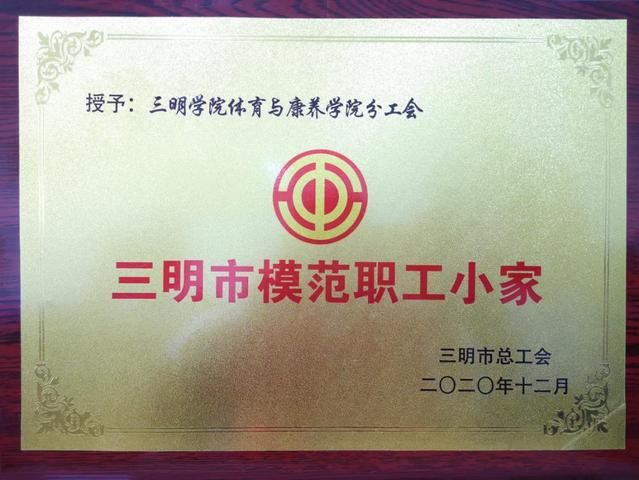 授予：三明学院体育与康养学院分工会
三明市模范职工小家
三明市总工会
二〇二〇年十二月